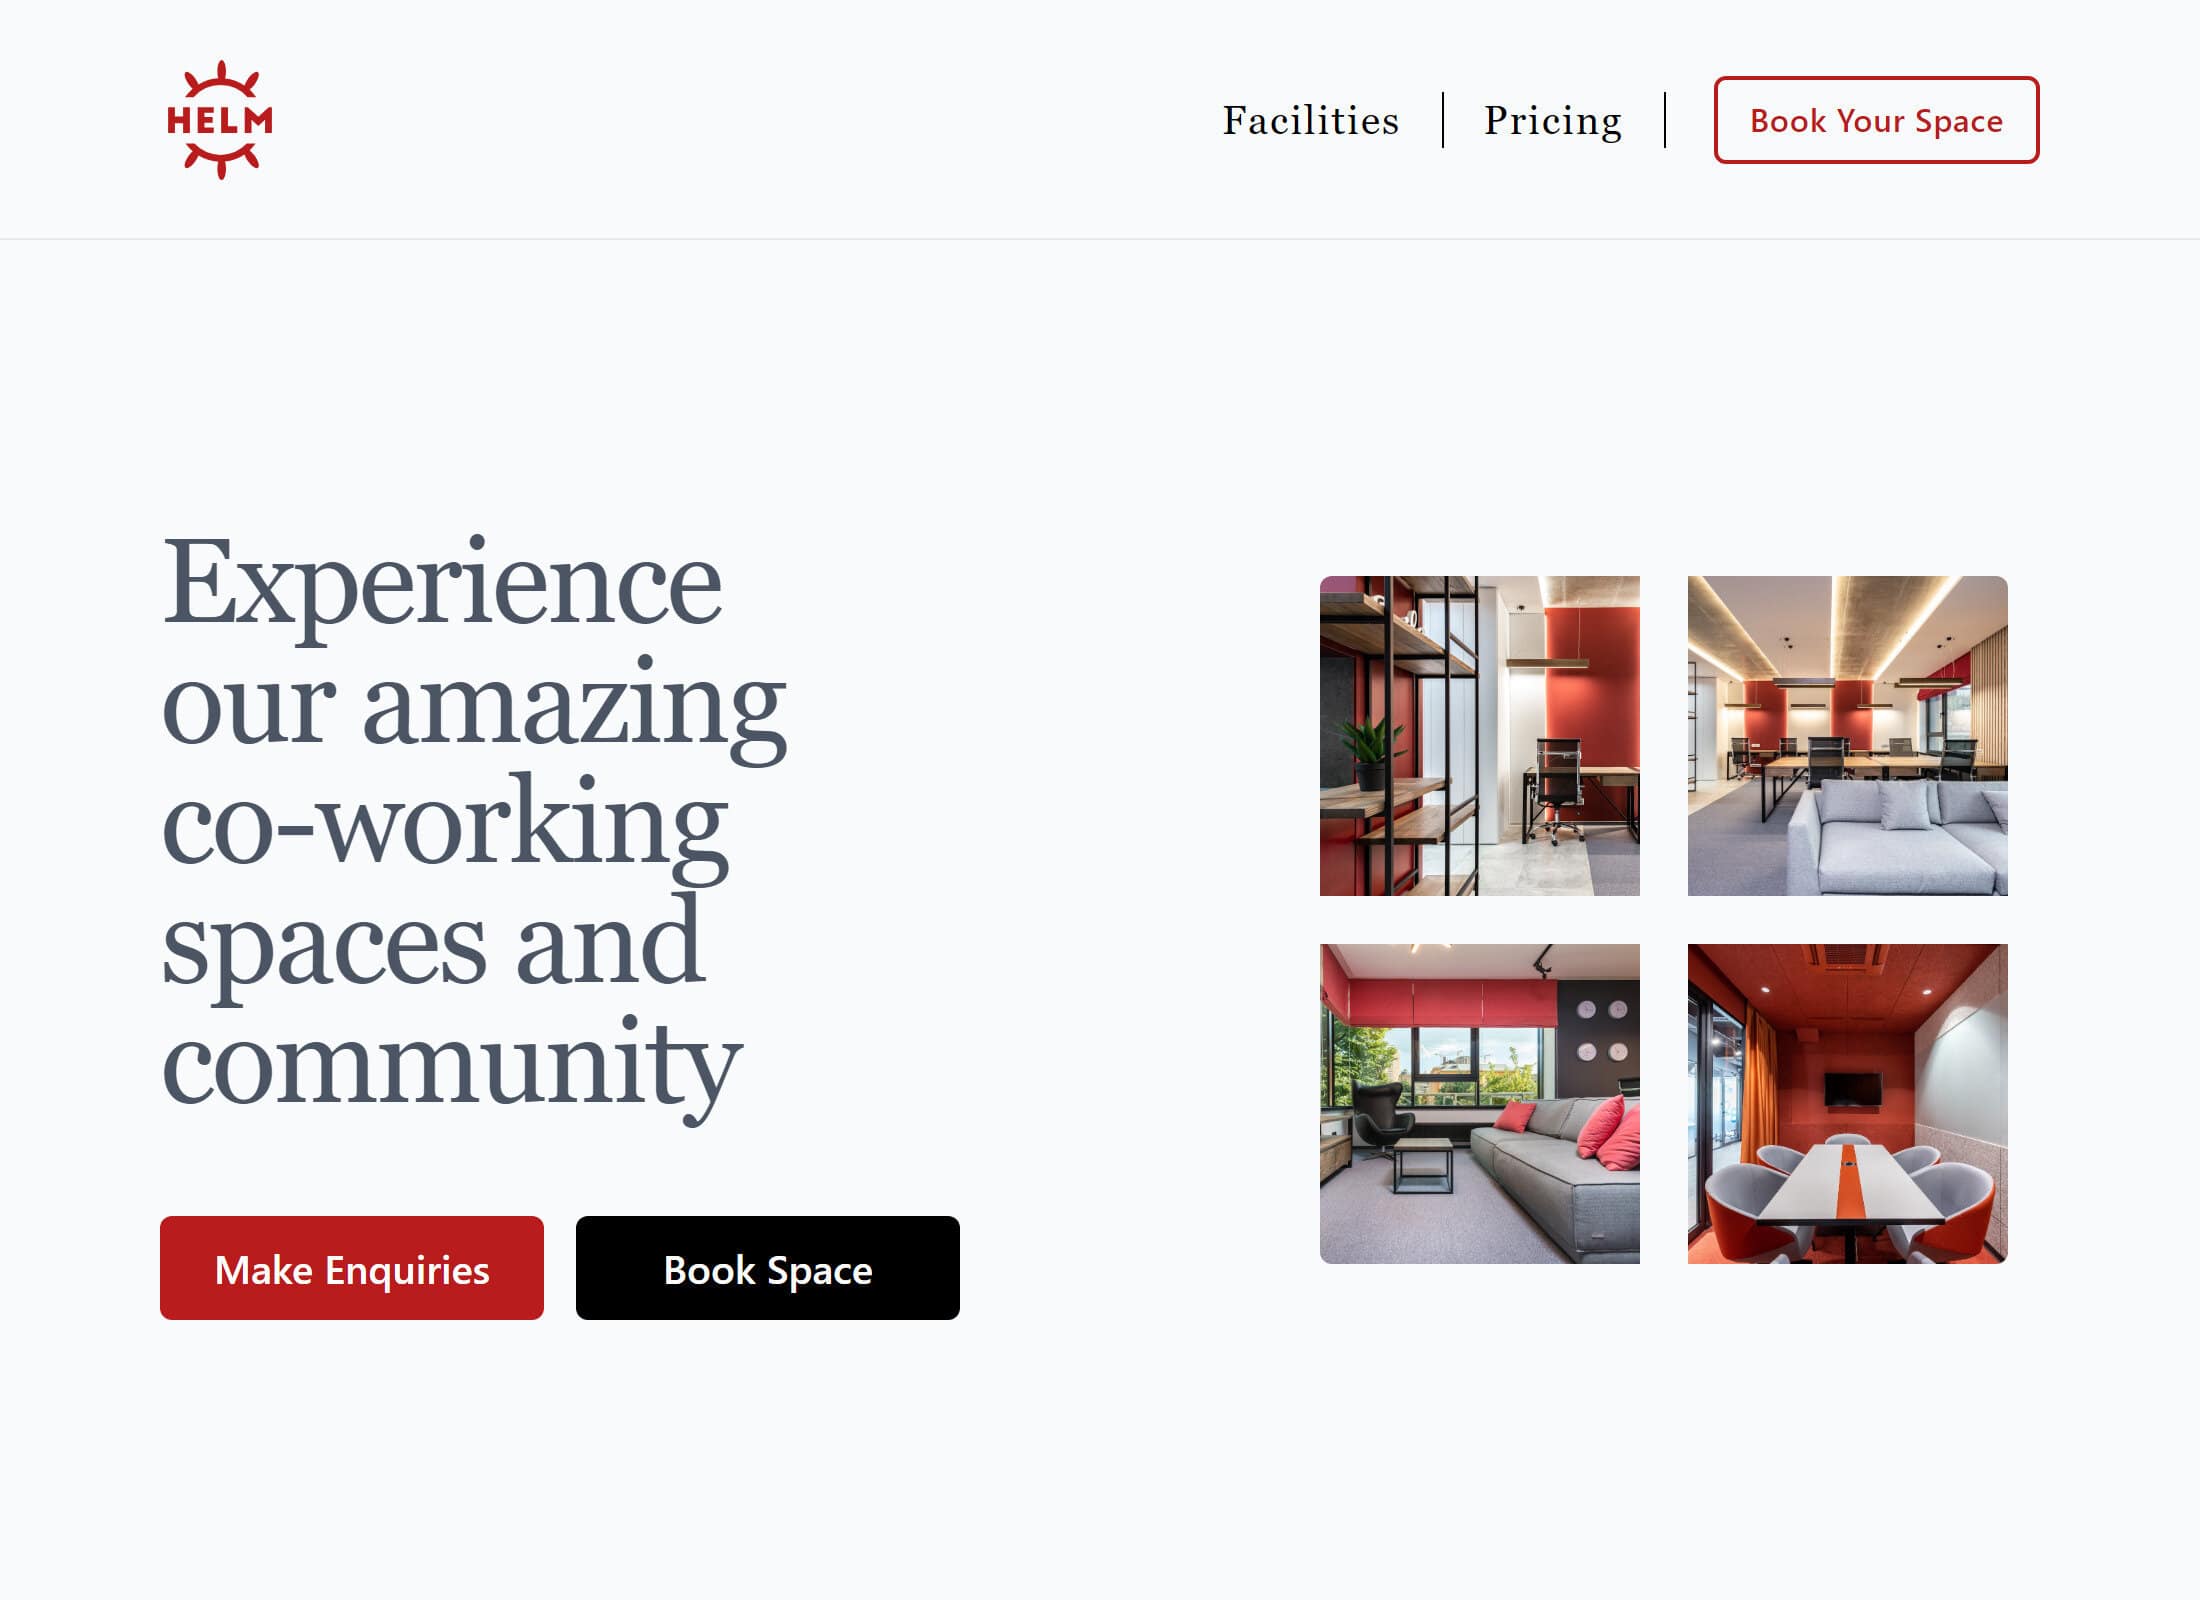 HELM
Facilities
Pricing
Book Your Space
Experience
our amazing
co-working
spaces and
community
Make Enquiries
Book Space